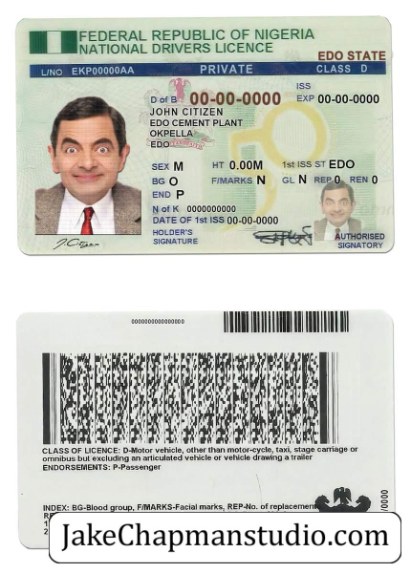 FEDERAL REPUBLIC OF NIGERIA
NATIONAL DRIVERS LICENCE
EDO STATE
L/NO EKP00000AA PRIVATE CLASS D
ISS
D of B 00-00-0000 EXP 00-00-0000
JOHN CITIZEN
EDO CEMENT PLANT
OKPELLA
EDO
SEX M HT 0.00M 1st ISS ST EDO
BG O F/MARKS N GL N REP 0 REN 0
END P
N of K 0000000000
DATE OF 1st ISS 00-00-0000
HOLDER'S
SIGNATURE
AUTHORISED
SIGNATORY
J. Citizen
CLASS OF LICENCE: D-Motor vehicle, other than motor-cycle, taxi, stage carriage or
omnibus but excluding an articulated vehicle or vehicle drawing a trailer
ENDORSEMENTS: P-Passenger
INDEX: BG-Blood group, F/MARKS-Facial marks, REP-No. of replacement
JakeChapmanstudio.com